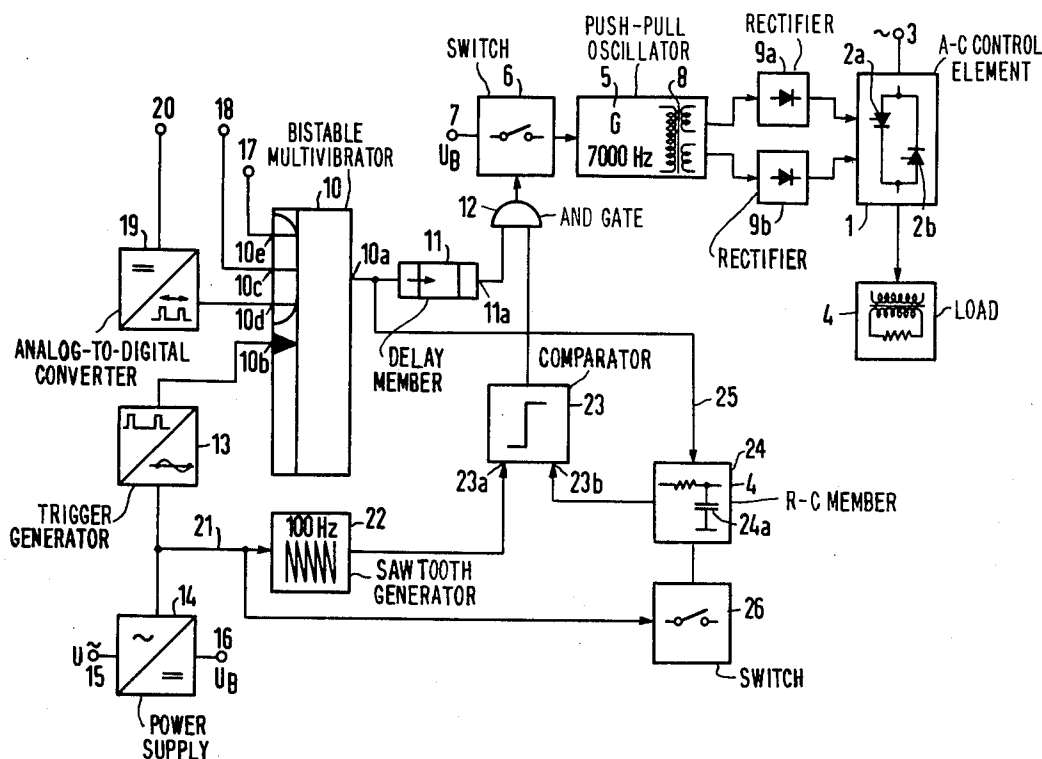 PUSH-PULL
OSCILLATOR
RECTIFIER
9a
~
3
A-C CONTROL
ELEMENT
SWITCH
6
5
8
2a
G
7000 Hz
7
UB
20
18
17
BISTABLE
MULTIVIBRATOR
10
12
AND GATE
9b
RECTIFIER
1
2b
19
=
10e
10c
10d
10b
10a
11
11a
4
LOAD
ANALOG-TO-DIGITAL
CONVERTER
DELAY
MEMBER
COMPARATOR
23
25
13
23a
23b
24
4
24a
R-C MEMBER
TRIGGER
GENERATOR
21
100 Hz
22
SAWTOOTH
GENERATOR
14
~
=
U ~
15
16
UB
26
SWITCH
POWER
SUPPLY